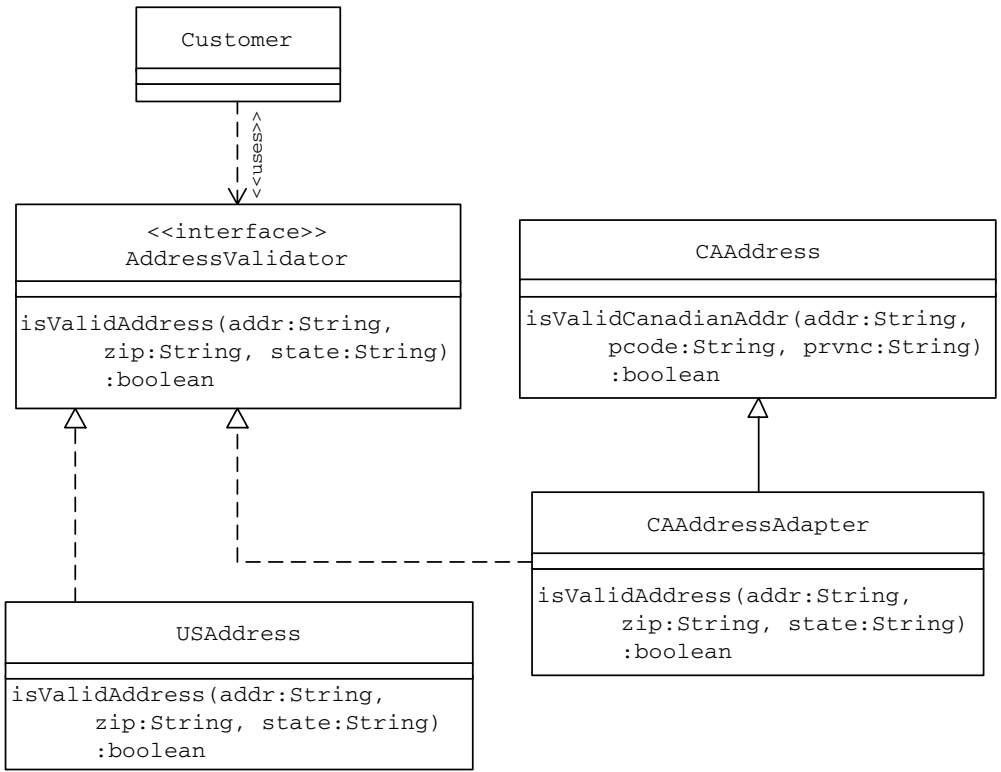 Customer
<<uses>>
<<interface>>
AddressValidator
isValidAddress(addr:String,
zip:String, state:String)
:boolean
CAAddress
isValidCanadianAddr(addr:String,
pcode:String, prvnc:String)
:boolean
CAAddressAdapter
isValidAddress(addr:String,
zip:String, state:String)
:boolean
USAddress
isValidAddress(addr:String,
zip:String, state:String)
:boolean